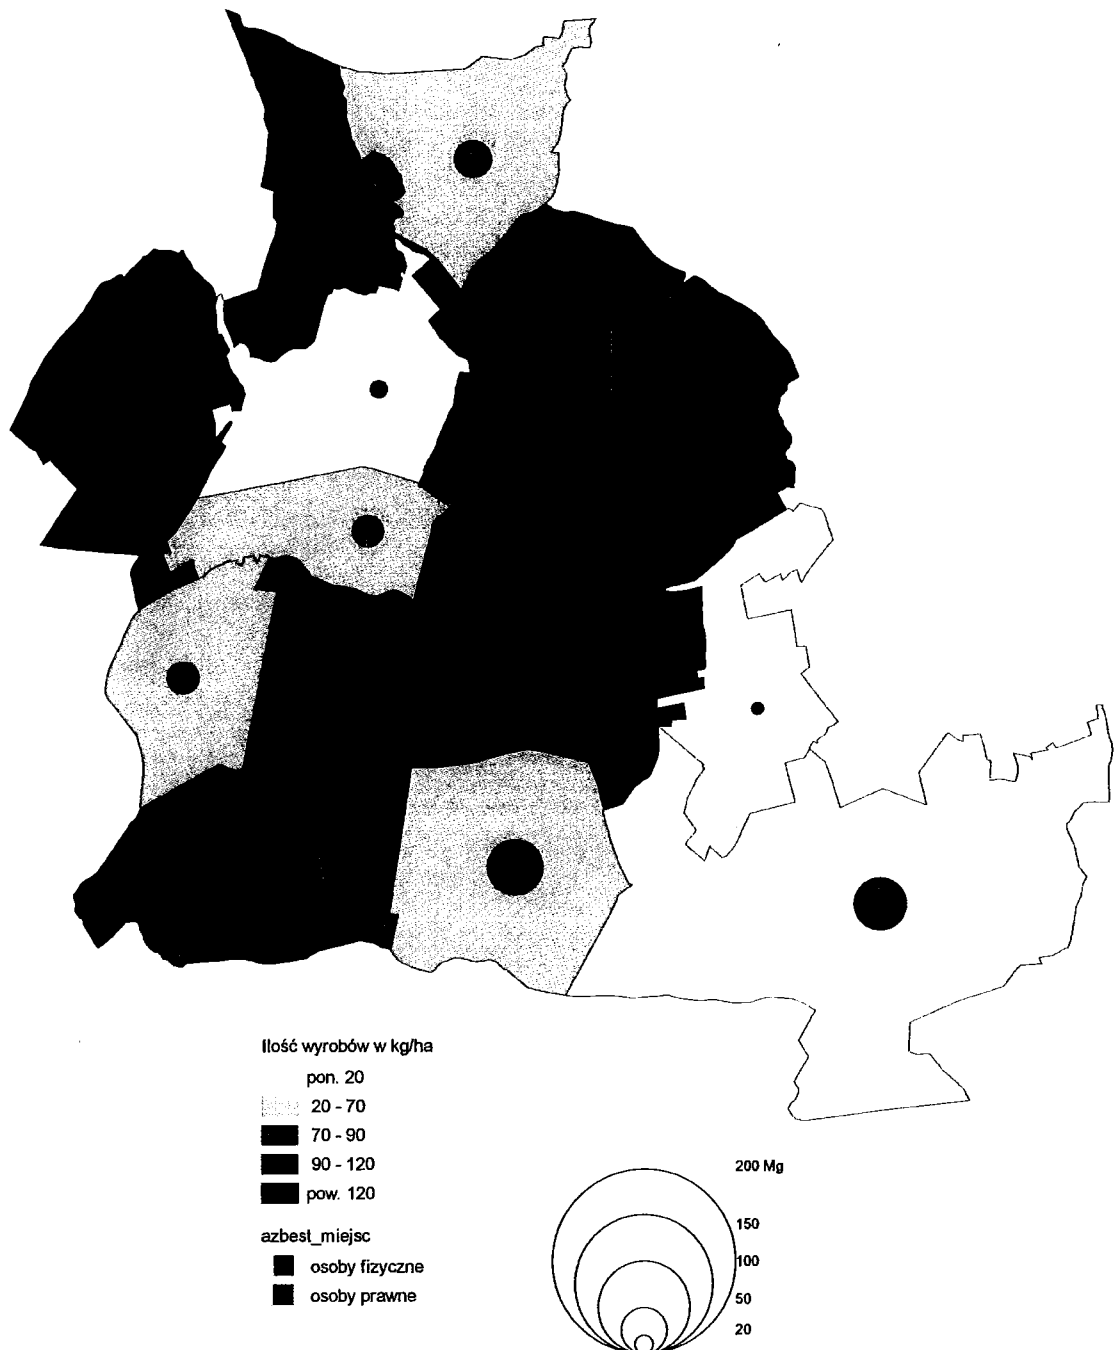 Ilość wyrobów w kg/ha
pon. 20
20 - 70
70 - 90
90 - 120
pow. 120
azbest_miejsc
osoby fizyczne
osoby prawne
200 Mg
150
100
50
20